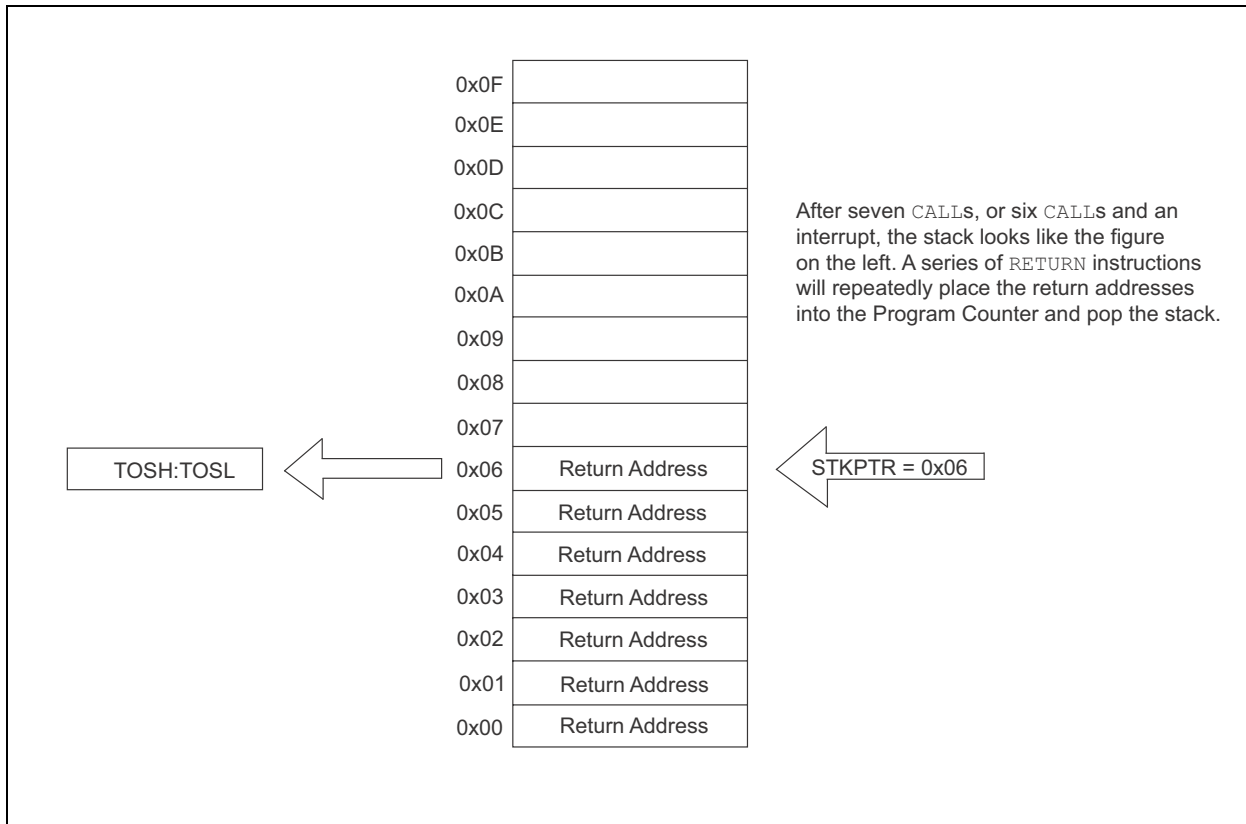 0x0F
0x0E
0x0D
0x0C
0x0B
0x0A
0x09
0x08
0x07
After seven CALLs, or six CALLs and an
interrupt, the stack looks like the figure
on the left. A series of RETURN instructions
will repeatedly place the return addresses
into the Program Counter and pop the stack.
TOSH:TOSL
0x06 Return Address
STKPTR = 0x06
0x05 Return Address
0x04 Return Address
0x03 Return Address
0x02 Return Address
0x01 Return Address
0x00 Return Address